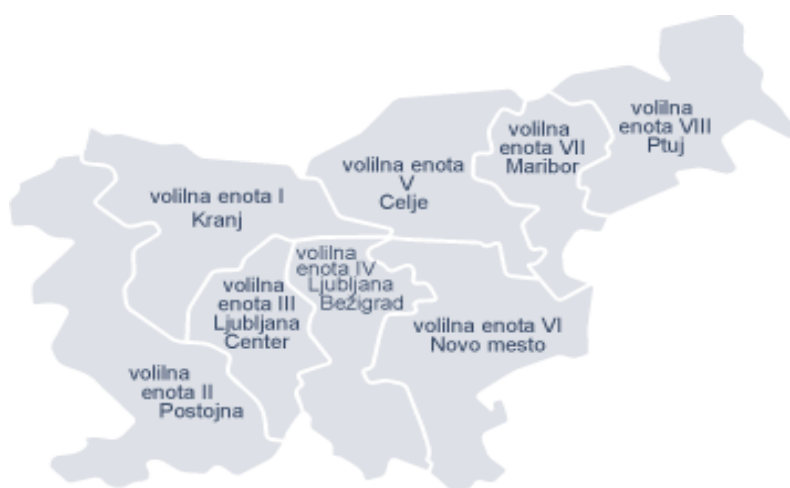 volilna
enota VIII
Ptuj
volilna
enota VII
Maribor
volilna enota
V
Celje
volilna enota I
Kranj
volilna
enota IV
Ljubljana
Bežigrad
volilna
enota III
Ljubljana
Center
volilna enota VI
Novo mesto
volilna
enota II
Postojna